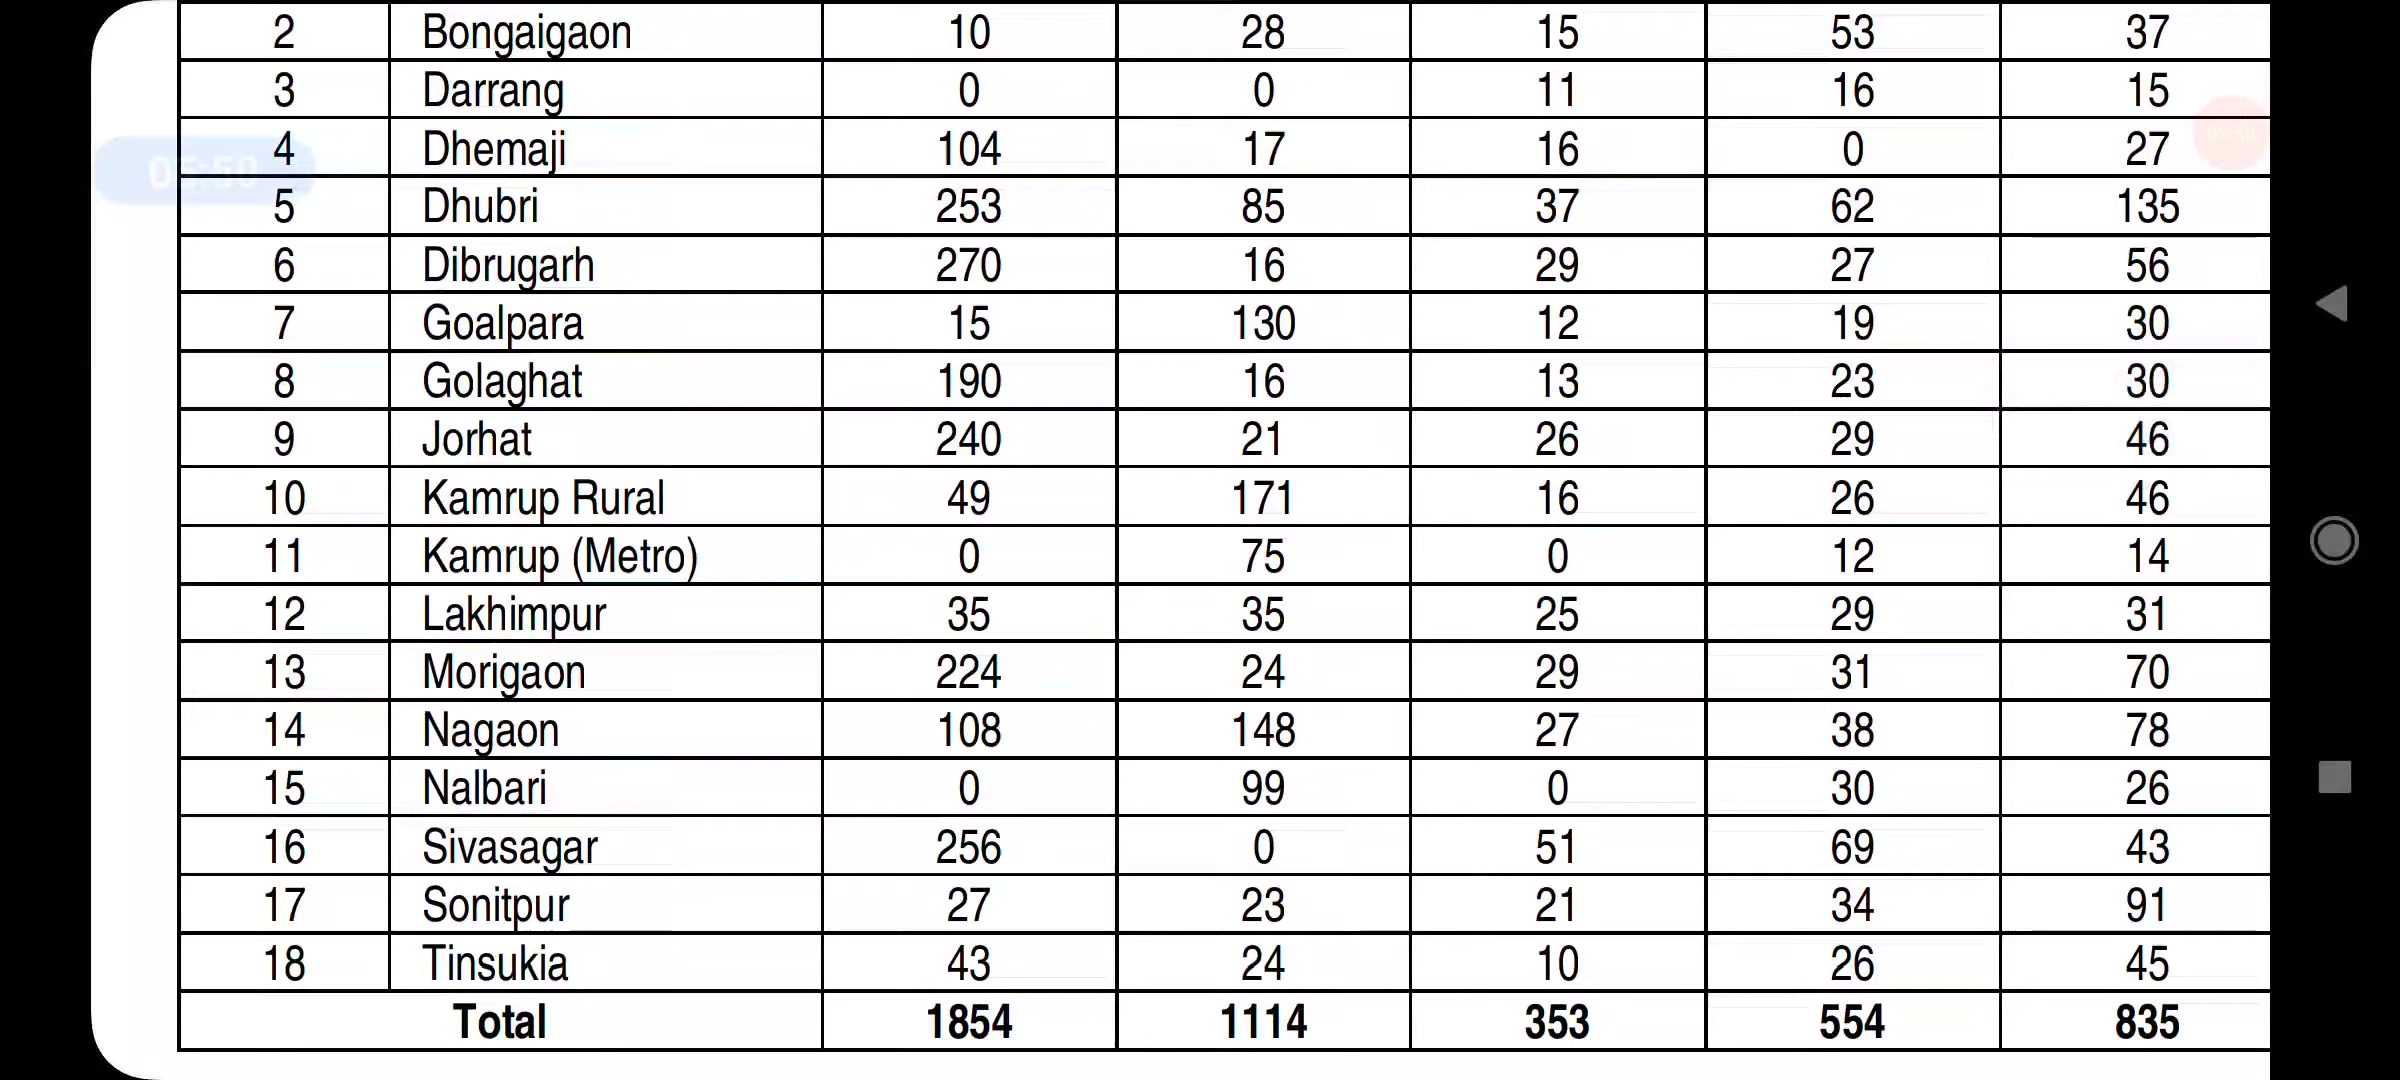 2 Bongaigaon 10 28 15 53 37
3 Darrang 0 0 11 16 15
4 Dhemaji 104 17 16 0 27
05:50
5 Dhubri 253 85 37 62 135
6 Dibrugarh 270 16 29 27 56
7 Goalpara 15 130 12 19 30
8 Golaghat 190 16 13 23 30
9 Jorhat 240 21 26 29 46
10 Kamrup Rural 49 171 16 26 46
11 Kamrup (Metro) 0 75 0 12 14
12 Lakhimpur 35 35 25 29 31
13 Morigaon 224 24 29 31 70
14 Nagaon 108 148 27 38 78
15 Nalbari 0 99 0 30 26
16 Sivasagar 256 0 51 69 43
17 Sonitpur 27 23 21 34 91
18 Tinsukia 43 24 10 26 45
Total 1854 1114 353 554 835